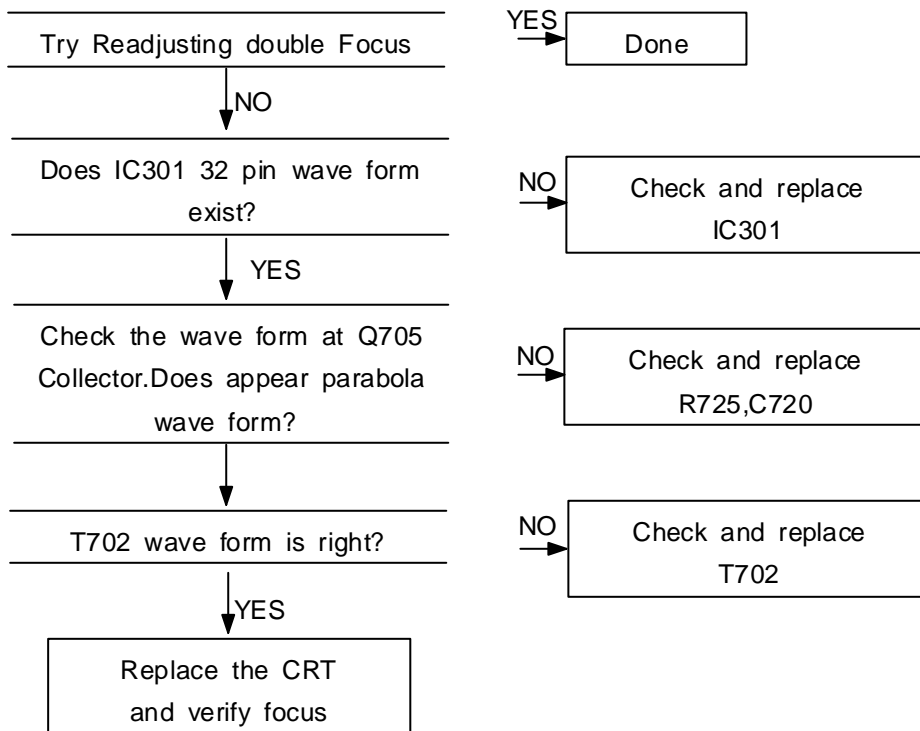 Try Readjusting double Focus
YES
Done
NO
Does IC301 32 pin wave form
exist?
NO
Check and replace
IC301
YES
Check the wave form at Q705
Collector.Does appear parabola
wave form?
NO
Check and replace
R725,C720
T702 wave form is right?
NO
Check and replace
T702
YES
Replace the CRT
and verify focus